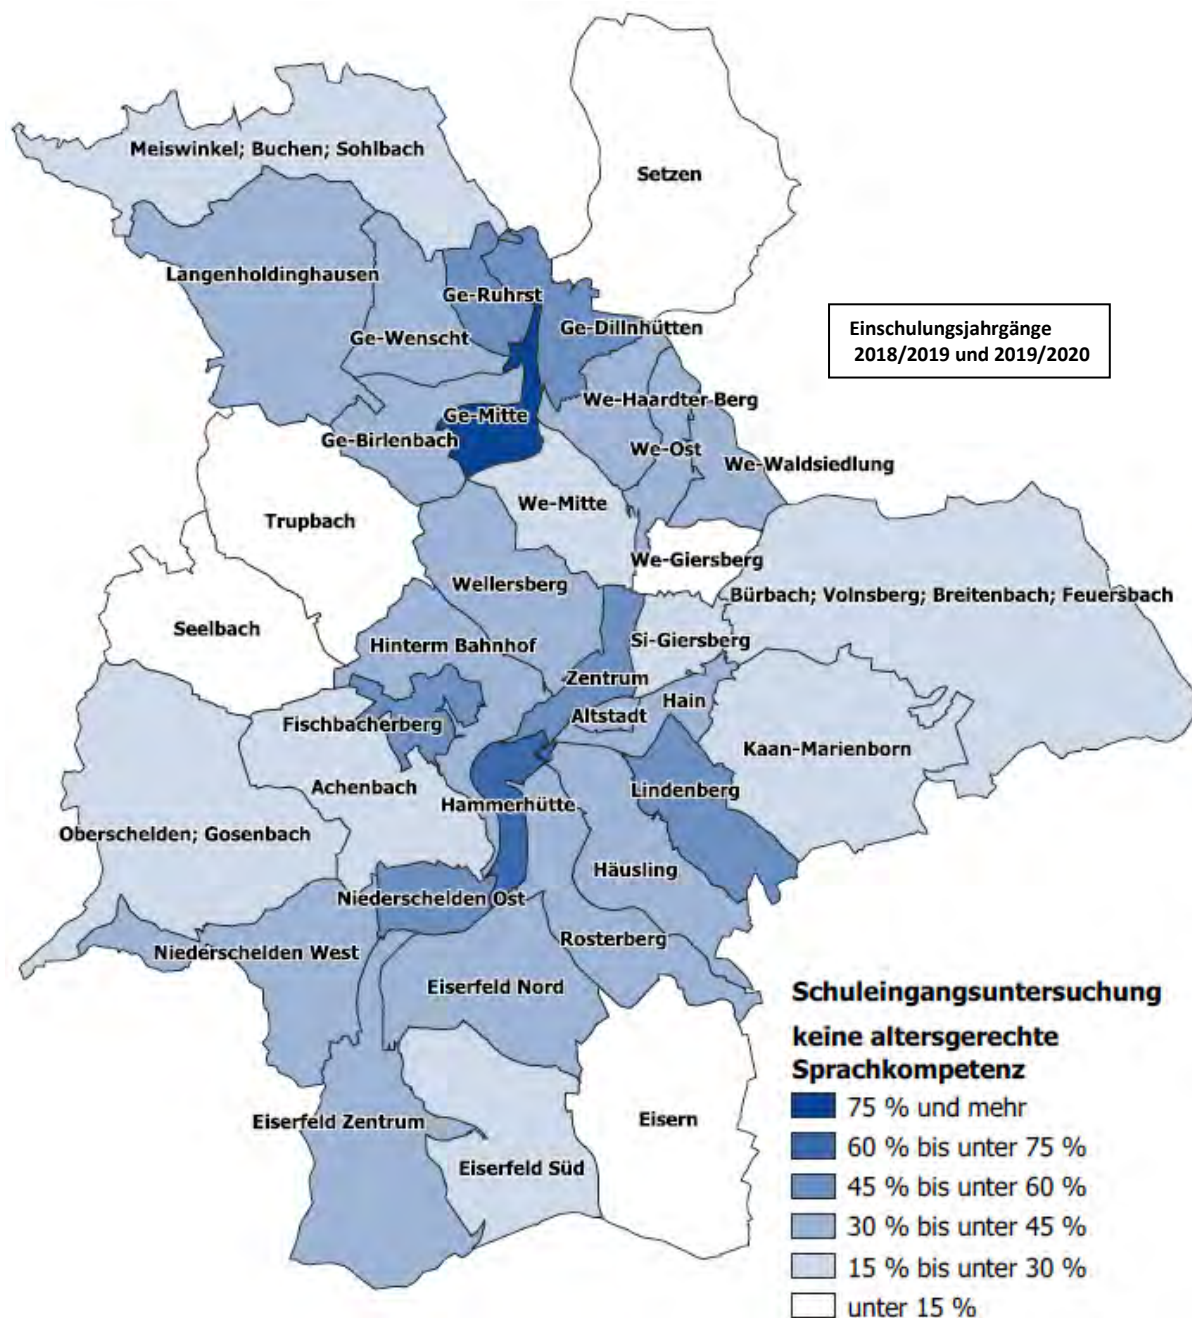 Meiswinkel; Buchen; Sohlbach
Setzen
Langenholdinghausen
Ge-Ruhrst
Ge-Dillnhütten
Ge-Wenscht
Einschulungsjahrgänge
2018/2019 und 2019/2020
We-Haardter-Berg
Ge-Mitte
Ge-Birlenbach
We-Ost
We-Waldsiedlung
We-Mitte
Trupbach
We-Giersberg
Wellersberg
Bürbach; Volnsberg; Breitenbach; Feuersbach
Seelbach
Hinterm Bahnhof
Si-Giersberg
Zentrum
Hain
Fischbacherberg
Altstadt
Kaan-Marienborn
Achenbach
Lindenberg
Hammerhütte
Oberschelden; Gosenbach
Häusling
Niederschelden Ost
Rosterberg
Niederschelden West
Eiserfeld Nord
Eiserfeld Zentrum
Eisern
Eiserfeld Süd
Schuleingangsuntersuchung
keine altersgerechte
Sprachkompetenz
75 % und mehr
60 % bis unter 75 %
45 % bis unter 60 %
30 % bis unter 45 %
15 % bis unter 30 %
unter 15 %